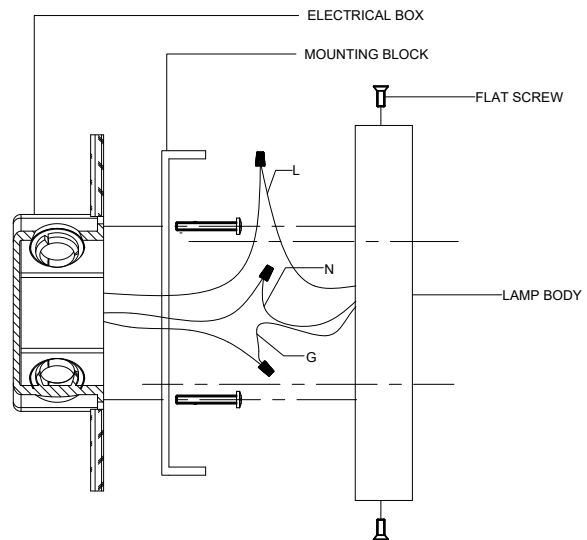 ELECTRICAL BOX
MOUNTING BLOCK
FLAT SCREW
L
N
LAMP BODY
G